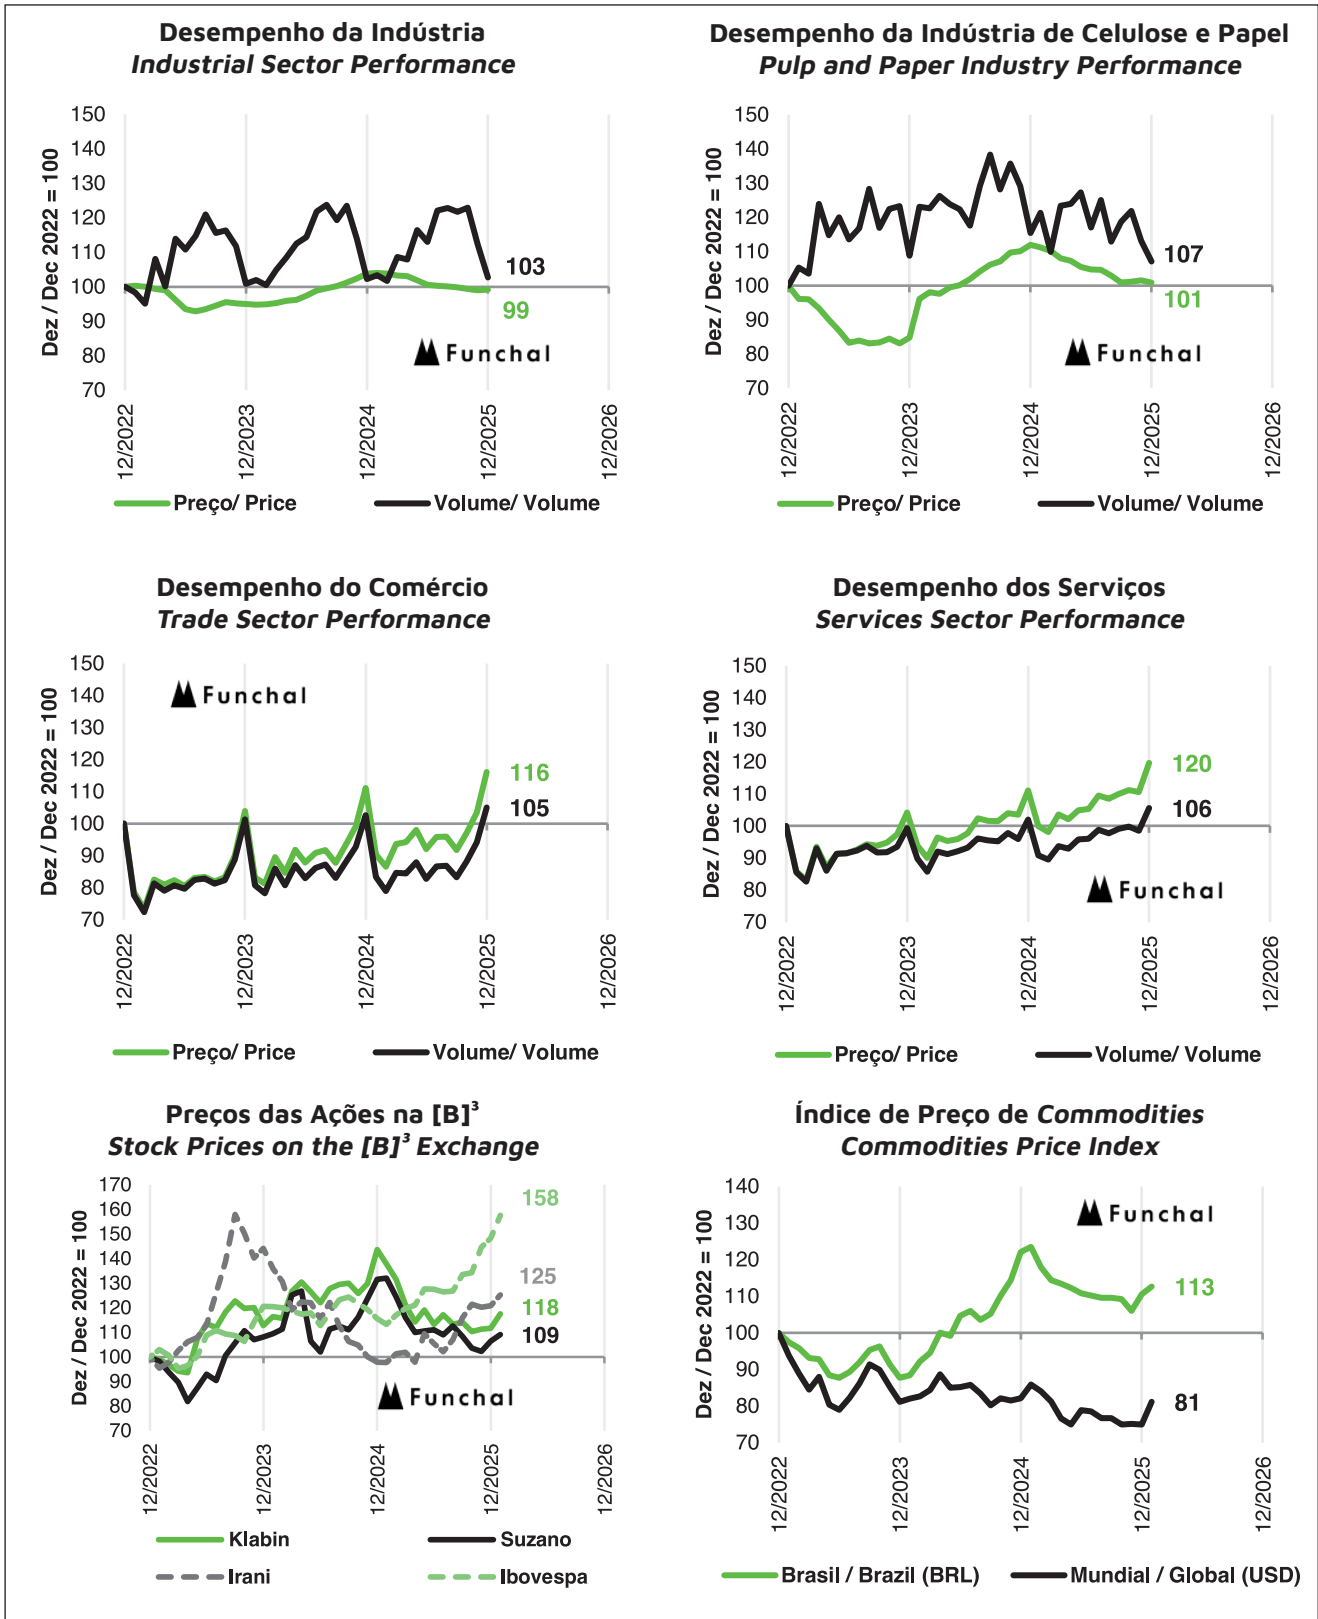 Desempenho da Indústria
Industrial Sector Performance
Dez / Dec 2022 = 100
150
140
130
120
110
100
90
80
70
103
99
Funchal
12/2022
12/2023
12/2024
12/2025
12/2026
Preço/ Price
Volume/ Volume
Desempenho da Indústria de Celulose e Papel
Pulp and Paper Industry Performance
Dez / Dec 2022 = 100
150
140
130
120
110
100
90
80
70
107
101
Funchal
12/2022
12/2023
12/2024
12/2025
12/2026
Preço/ Price
Volume/ Volume
Desempenho do Comércio
Trade Sector Performance
Dez / Dec 2022 = 100
150
140
130
120
110
100
90
80
70
Funchal
116
105
12/2022
12/2023
12/2024
12/2025
12/2026
Preço/ Price
Volume/ Volume
Desempenho dos Serviços
Services Sector Performance
Dez / Dec 2022 = 100
150
140
130
120
110
100
90
80
70
120
106
Funchal
12/2022
12/2023
12/2024
12/2025
12/2026
Preço/ Price
Volume/ Volume
Preços das Ações na [B]³
Stock Prices on the [B]³ Exchange
Dez / Dec 2022 = 100
170
160
150
140
130
120
110
100
90
80
70
158
125
118
109
Funchal
12/2022
12/2023
12/2024
12/2025
12/2026
Klabin
Suzano
Irani
Ibovespa
Índice de Preço de Commodities
Commodities Price Index
Dez / Dec 2022 = 100
140
130
120
110
100
90
80
70
Funchal
113
81
12/2022
12/2023
12/2024
12/2025
12/2026
Brasil / Brazil (BRL)
Mundial / Global (USD)